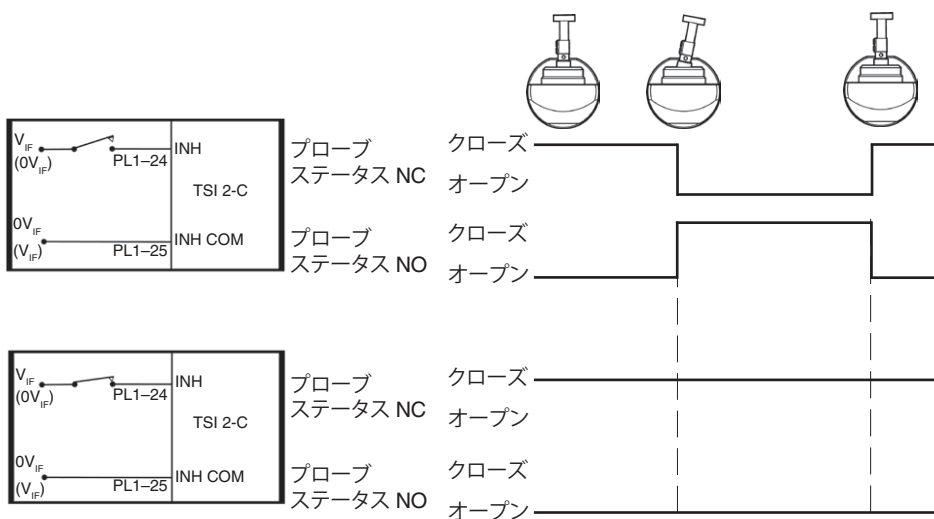 V_IF
(0V_IF)
PL1–24
INH
TSI 2-C
0V_IF
(V_IF)
PL1–25
INH COM
プローブ
ステータス NC
クローズ
オープン
プローブ
ステータス NO
クローズ
オープン
V_IF
(0V_IF)
PL1–24
INH
TSI 2-C
0V_IF
(V_IF)
PL1–25
INH COM
プローブ
ステータス NC
クローズ
オープン
プローブ
ステータス NO
クローズ
オープン